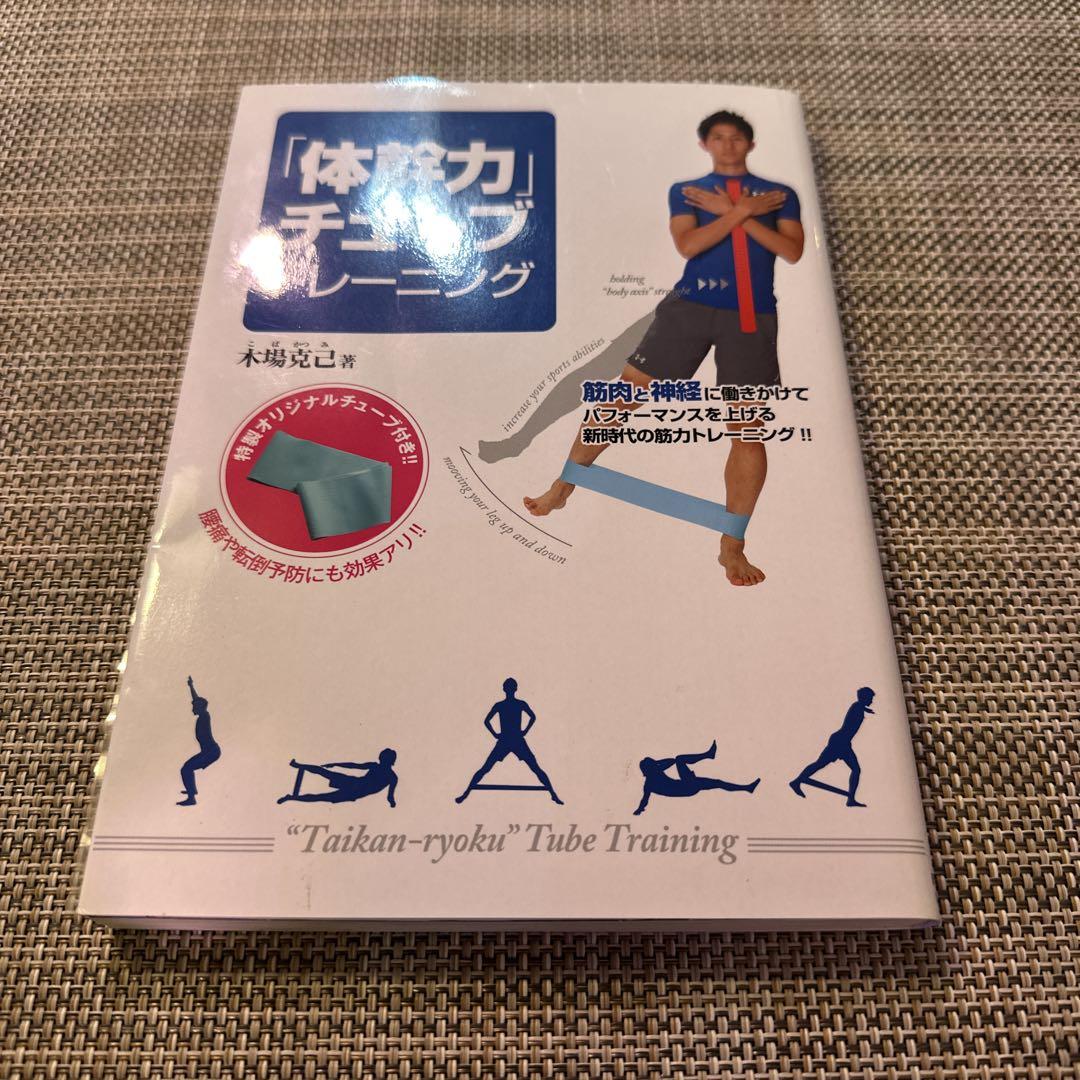 「体幹力」
チューブ
トレーニング
こばかつみ
木場克己著
特製オリジナルチューブ付き!!
腰痛や転倒予防にも効果アリ!!
holding
"body axis" straight
increase your sports abilities
mooving your leg up and down
筋肉と神経に働きかけて
パフォーマンスを上げる
新時代の筋力トレーニング!!
"Taikan-ryoku" Tube Training